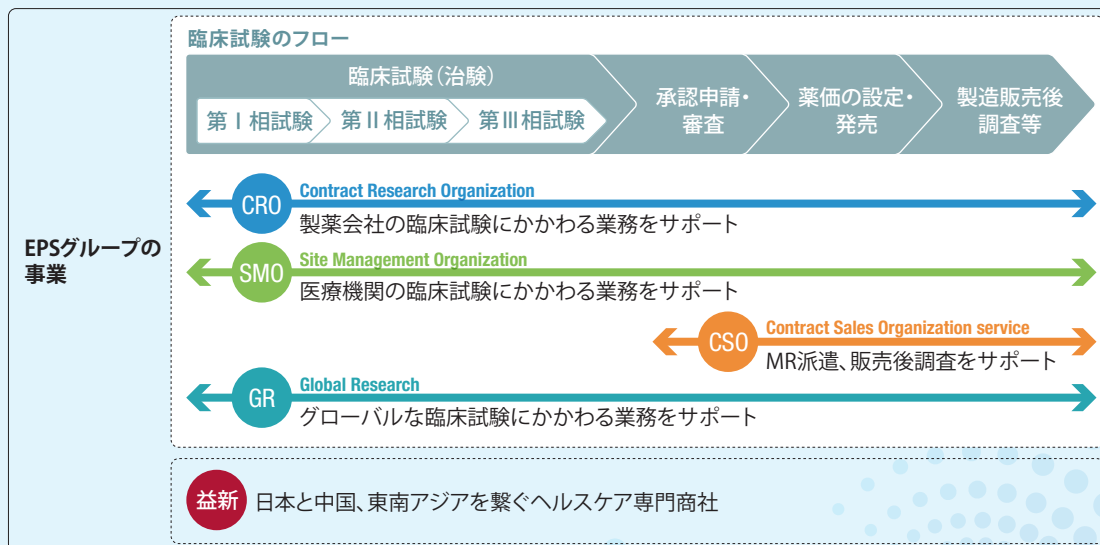 臨床試験のフロー
臨床試験(治験)
第Ⅰ相試験
第Ⅱ相試験
第Ⅲ相試験
承認申請・
審査
薬価の設定・
発売
製造販売後
調査等
EPSグループの
事業
CRO
Contract Research Organization
製薬会社の臨床試験にかかわる業務をサポート
SMO
Site Management Organization
医療機関の臨床試験にかかわる業務をサポート
CSO
Contract Sales Organization service
MR派遣、販売後調査をサポート
GR
Global Research
グローバルな臨床試験にかかわる業務をサポート
益新
日本と中国、東南アジアを繋ぐヘルスケア専門商社